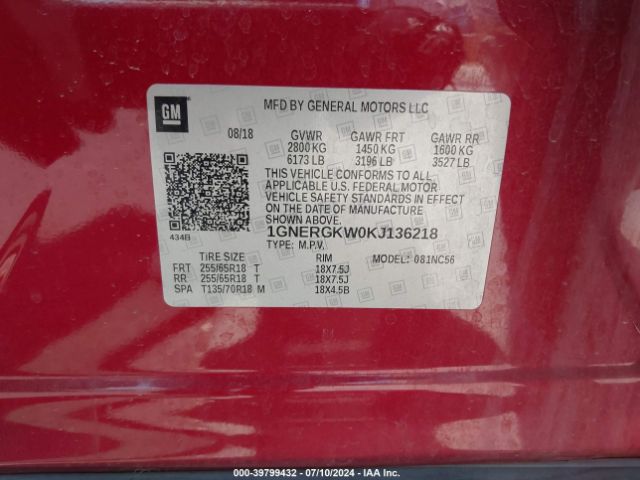 GM
MFD BY GENERAL MOTORS LLC
08/18 GVWR GAWR FRT GAWR RR
2800 KG 1450 KG 1600 KG
6173 LB 3196 LB 3527 LB
THIS VEHICLE CONFORMS TO ALL
APPLICABLE U.S. FEDERAL MOTOR
VEHICLE SAFETY STANDARDS IN EFFECT
ON THE DATE OF MANUFACTURE
SHOWN ABOVE.
434B
1GNERGKW0KJ136218
TYPE: M.P.V. MODEL: 081NC56
TIRE SIZE RIM
FRT 255/65R18 T 18X7.5J
RR 255/65R18 T 18X7.5J
SPA T135/70R18 M 18X4.5B
000-39799432 - 07/10/2024 - IAA Inc.